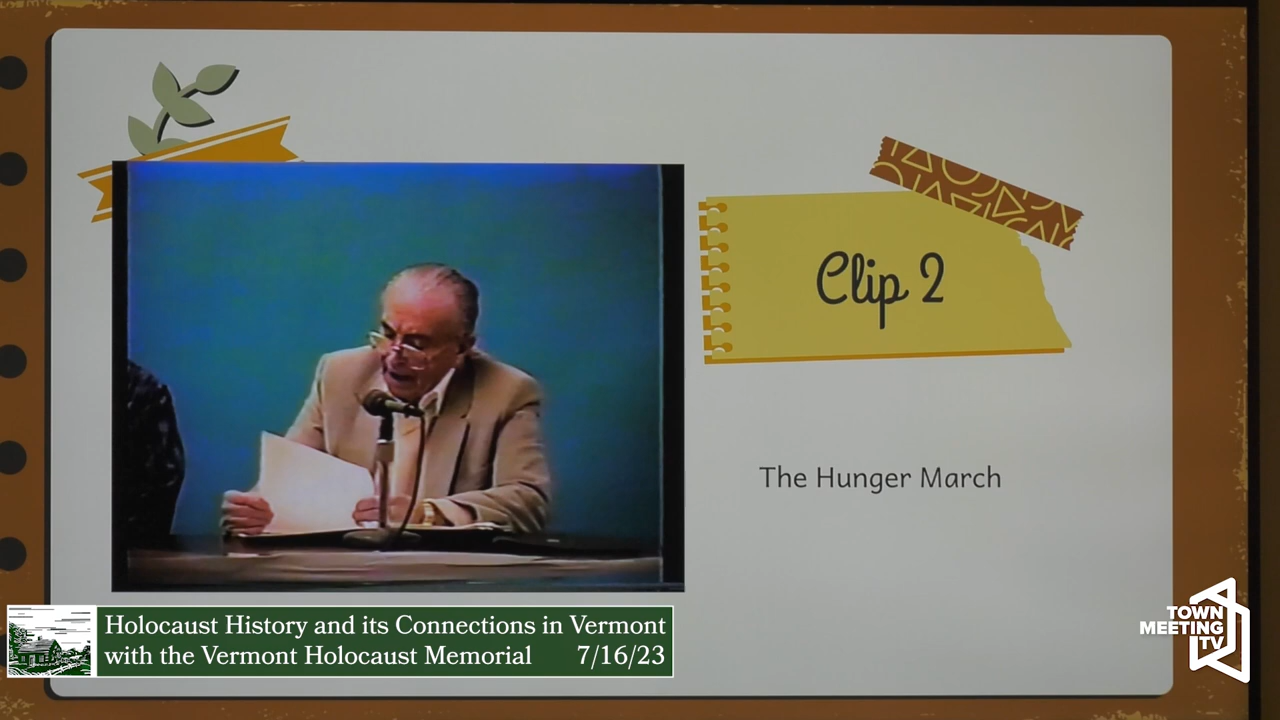 Clip 2
The Hunger March
Holocaust History and its Connections in Vermont
with the Vermont Holocaust Memorial 7/16/23
TOWN
MEETING
TV